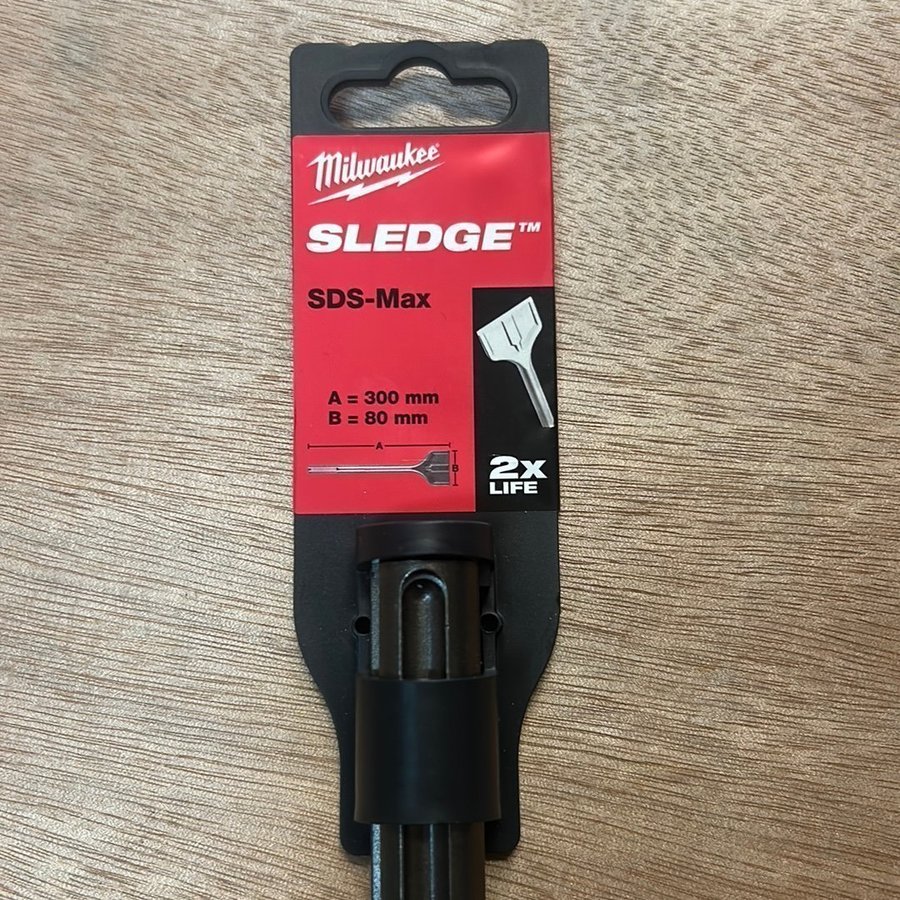 Milwaukee
SLEDGE™
SDS-Max
A = 300 mm
B = 80 mm
A
B
2x
LIFE